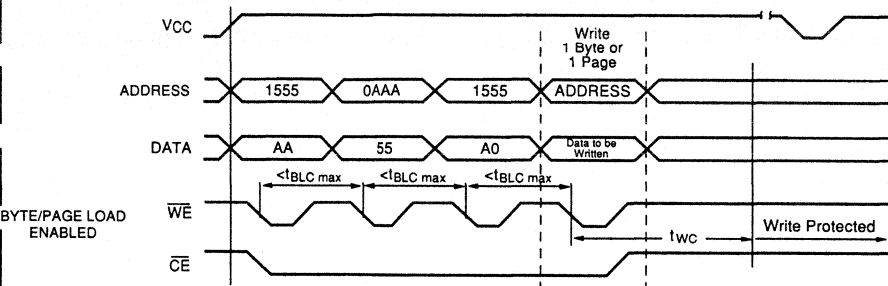 VCC
Write
1 Byte or
1 Page
ADDRESS 1555 0AAA 1555 ADDRESS
DATA AA 55 A0 Data to be
Written
<tBLC max <tBLC max <tBLC max
WE
BYTE/PAGE LOAD
ENABLED
tWC Write Protected
CE